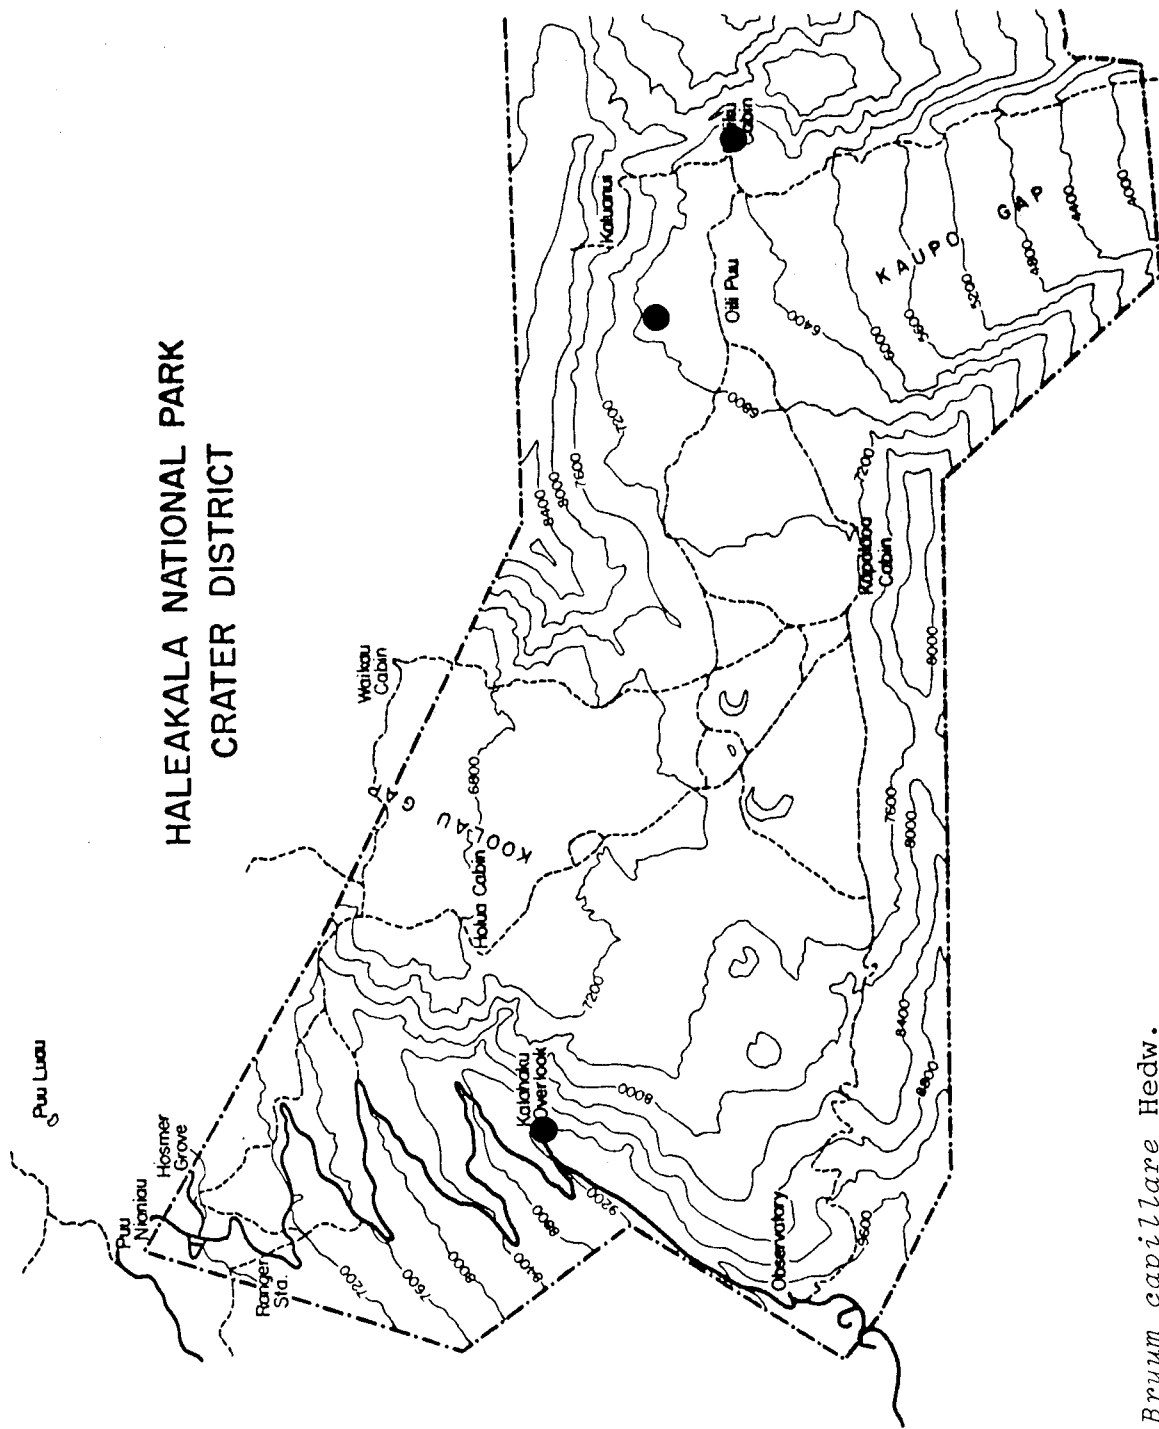 HALEAKALA NATIONAL PARK
CRATER DISTRICT
Puu Luau
Hosmer
Grove
Puu
Nianiau
Ranger
Sta.
7200
7600
8000
8400
8800
9200
Kalahaku
Overlook
Observatory
9600
Waikau
Cabin
KOOLAU GAP
6800
Holua Cabin
7200
8000
8400
8800
7600
8000
8400
8000
7600
7200
Kapalaoa
Cabin
7200
8000
6800
Oili Puu
Kaluanui
Cabin
6400
6000
5600
5200
4800
4400
4000
KAUPO GAP
Bryum capillare Hedw.